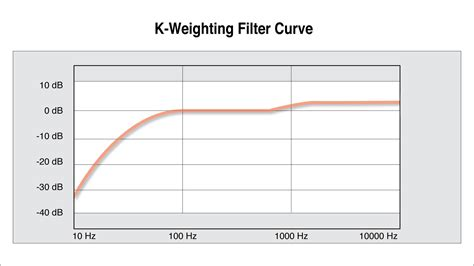 K-Weighting Filter Curve
10 dB
0 dB
-10 dB
-20 dB
-30 dB
-40 dB
10 Hz 100 Hz 1000 Hz 10000 Hz